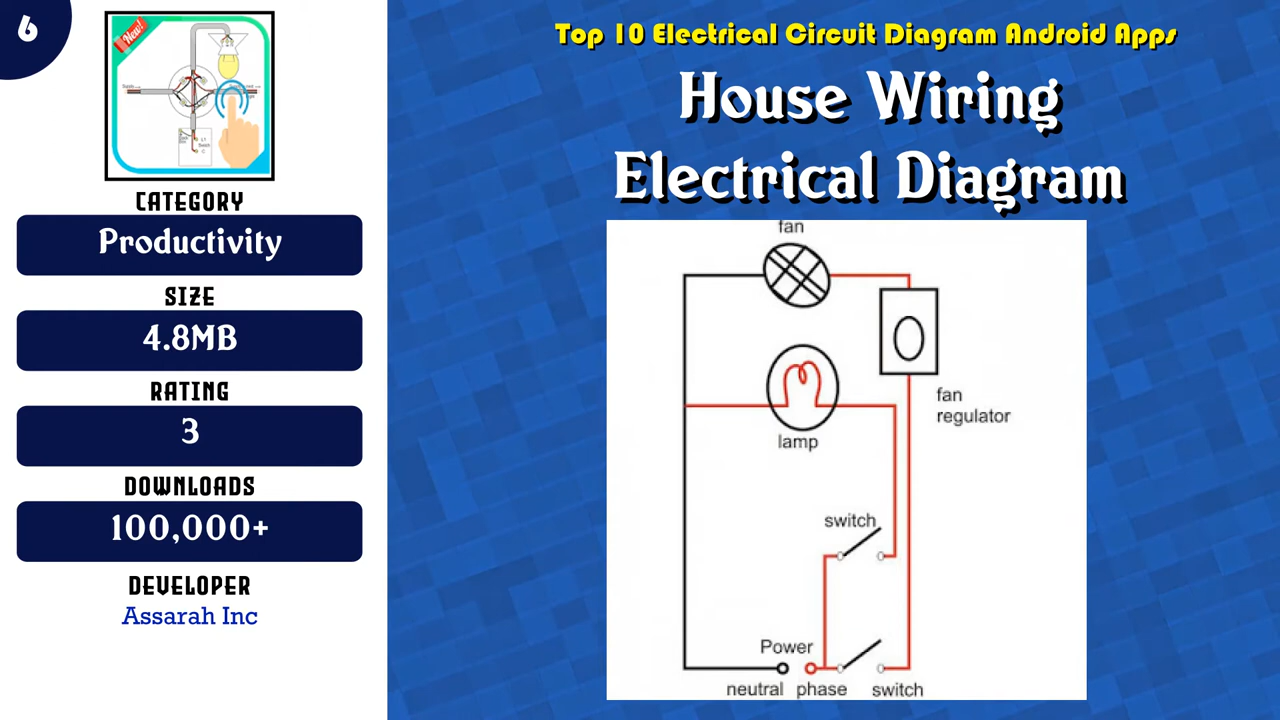 6
New!
CATEGORY
Productivity
SIZE
4.8MB
RATING
3
DOWNLOADS
100,000+
DEVELOPER
Assarah Inc
Top 10 Electrical Circuit Diagram Android Apps
House Wiring
Electrical Diagram
fan
fan
regulator
lamp
switch
Power
neutral phase switch